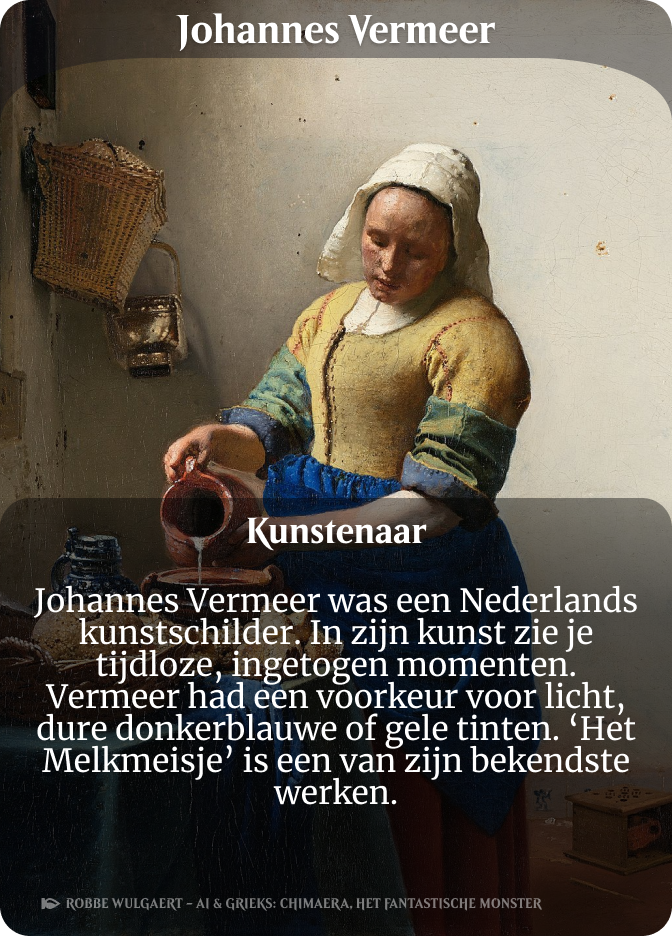 Johannes Vermeer
Kunstenaar
Johannes Vermeer was een Nederlands
kunstschilder. In zijn kunst zie je
tijdloze, ingetogen momenten.
Vermeer had een voorkeur voor licht,
dure donkerblauwe of gele tinten. ‘Het
Melkmeisje’ is een van zijn bekendste
werken.
ROBBE WULGAERT – AI & GRIEKS: CHIMAERA, HET FANTASTISCHE MONSTER